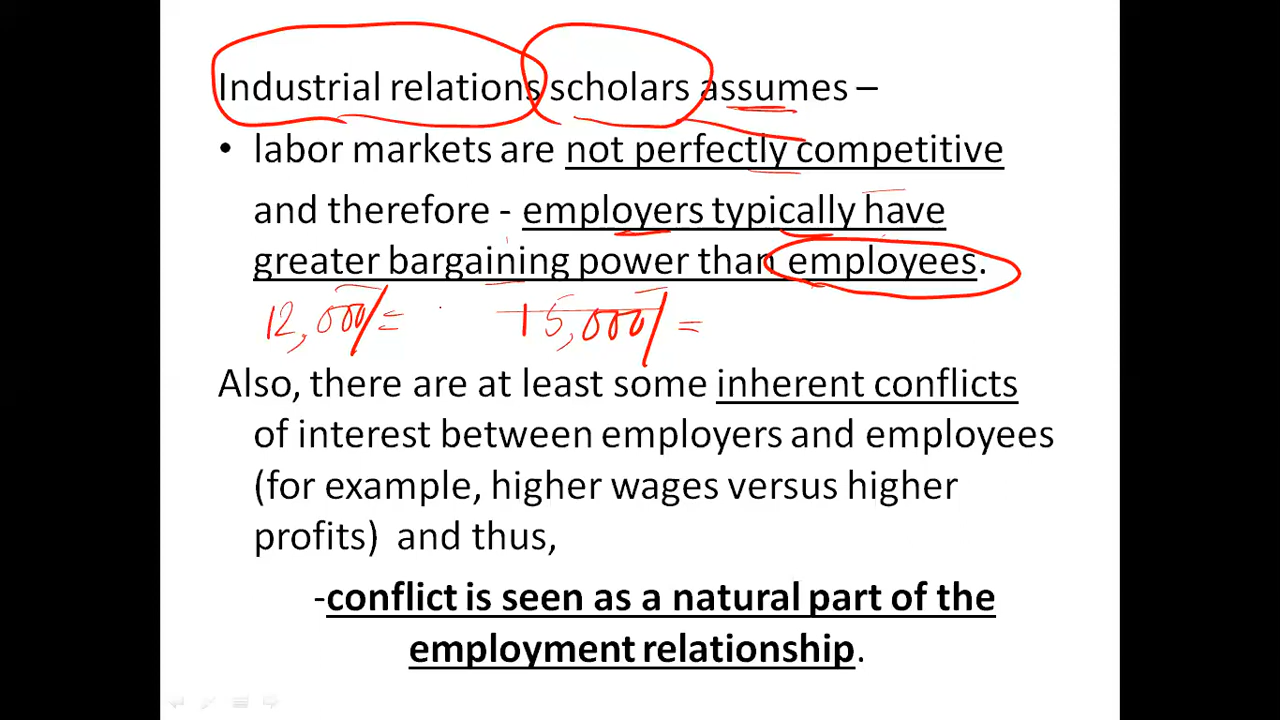 Industrial relations scholars assumes –
• labor markets are not perfectly competitive
and therefore - employers typically have
greater bargaining power than employees.
12,000/= 15,000/=
Also, there are at least some inherent conflicts
of interest between employers and employees
(for example, higher wages versus higher
profits) and thus,
-conflict is seen as a natural part of the
employment relationship.